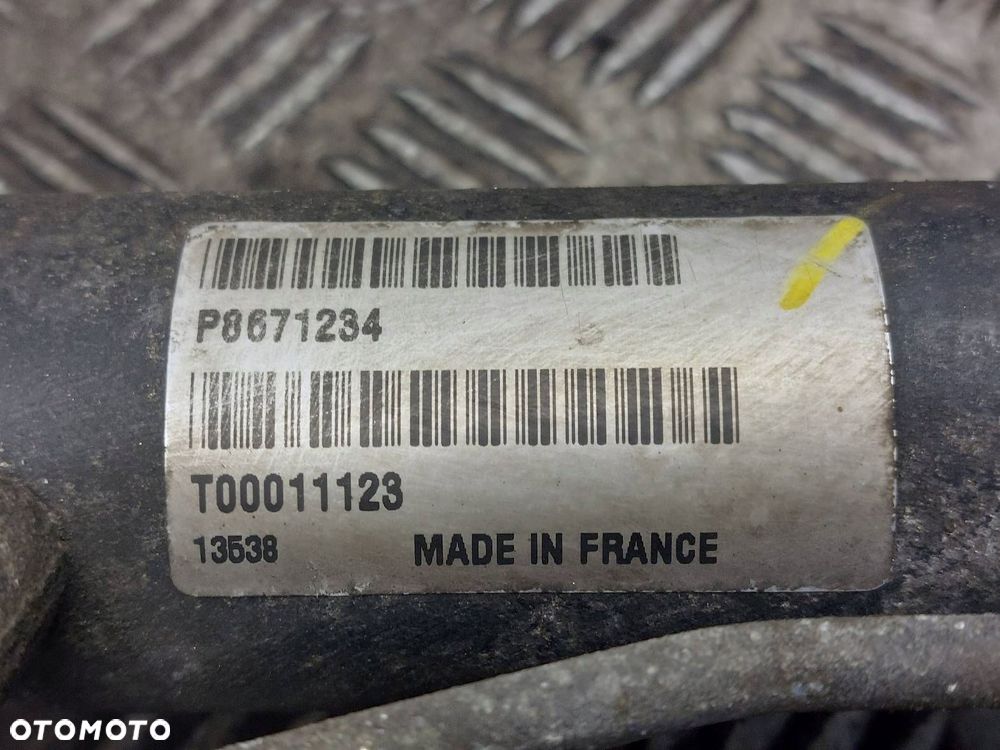 P8671234
T00011123
13538 MADE IN FRANCE
OTOMOTO